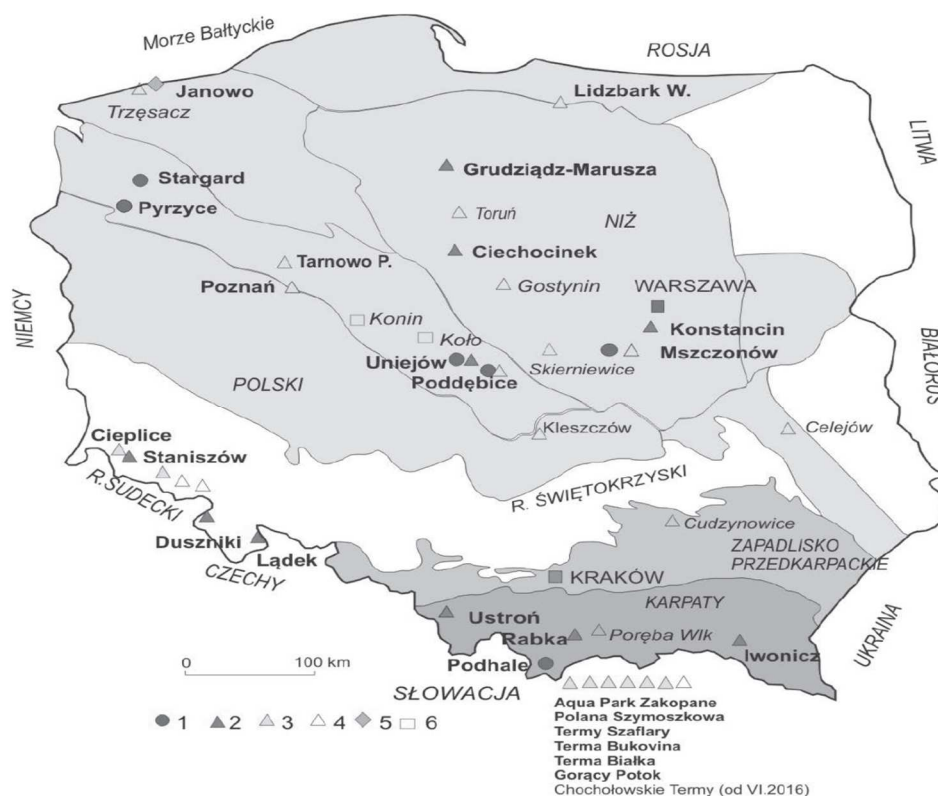 Morze Bałtyckie
ROSJA
Janowo
Trzęsacz
Lidzbark W.
LITWA
Stargard
Pyrzyce
Grudziądz-Marusza
Toruń
NIŻ
Ciechocinek
Tarnowo P.
Poznań
Gostynin
WARSZAWA
NIEMCY
Konin
Koło
Konstancin
Mszczonów
BIAŁORUŚ
Uniejów
Poddębice
Skierniewice
POLSKI
Kleszczów
Celejów
Cieplice
Staniszów
R.SUDECKI
R. ŚWIĘTOKRZYSKI
Duszniki
Lądek
CZECHY
Cudzynowice
ZAPADLISKO
PRZEDKARPACKIE
KRAKÓW
KARPATY
UKRAINA
Ustroń
Rabka
Poręba Wlk
Iwonicz
Podhale
0 100 km
SŁOWACJA
1 2 3 4 5 6
Aqua Park Zakopane
Polana Szymoszkowa
Termy Szaflary
Terma Bukovina
Terma Białka
Gorący Potok
Chochołowskie Termy (od VI.2016)